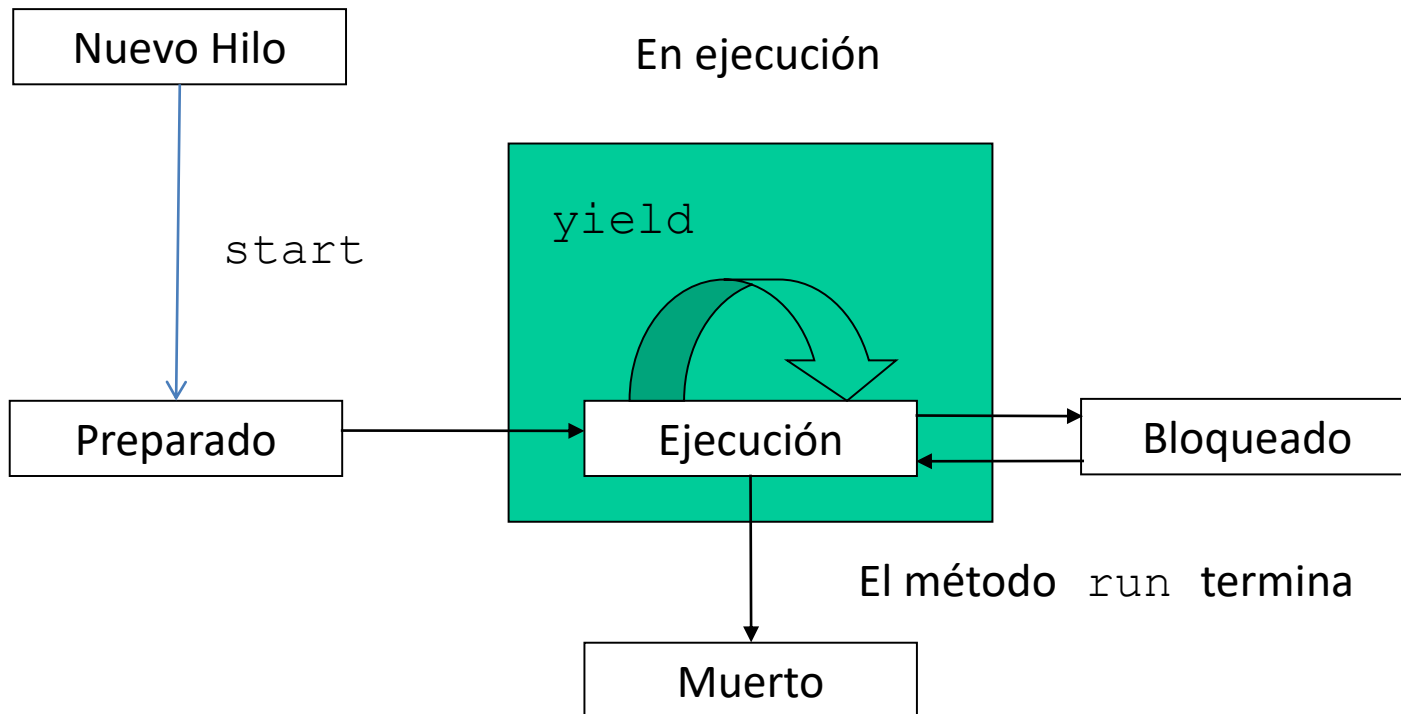 Nuevo Hilo
En ejecución
yield
start
Preparado
Ejecución
Bloqueado
El método run termina
Muerto